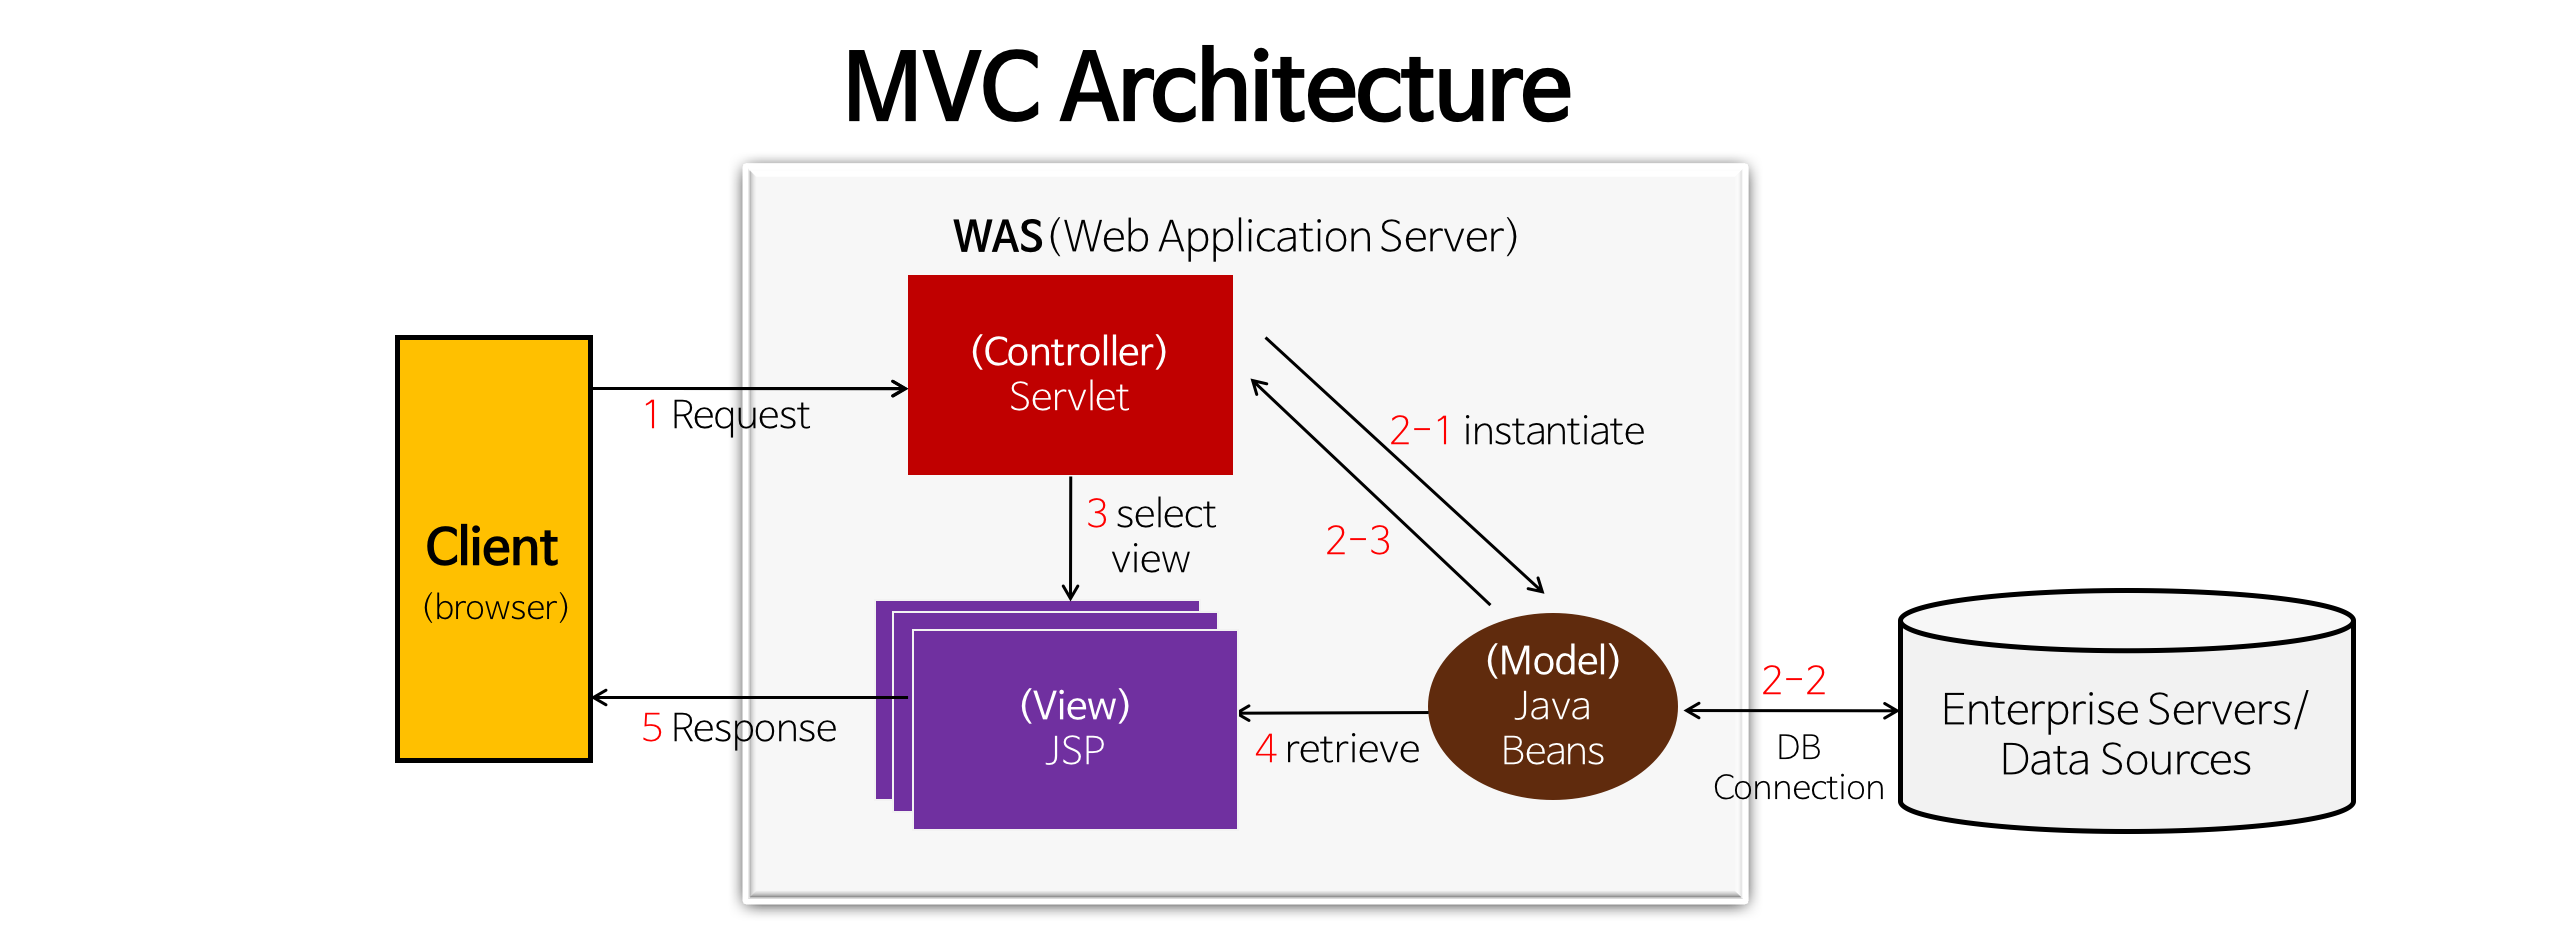 MVC Architecture
WAS(Web Application Server)
(Controller)
Servlet
1 Request
2-1 instantiate
3 select
view
2-3
Client
(browser)
(Model)
Java
Beans
(View)
JSP
2-2
DB
Connection
Enterprise Servers/
Data Sources
5 Response
4 retrieve